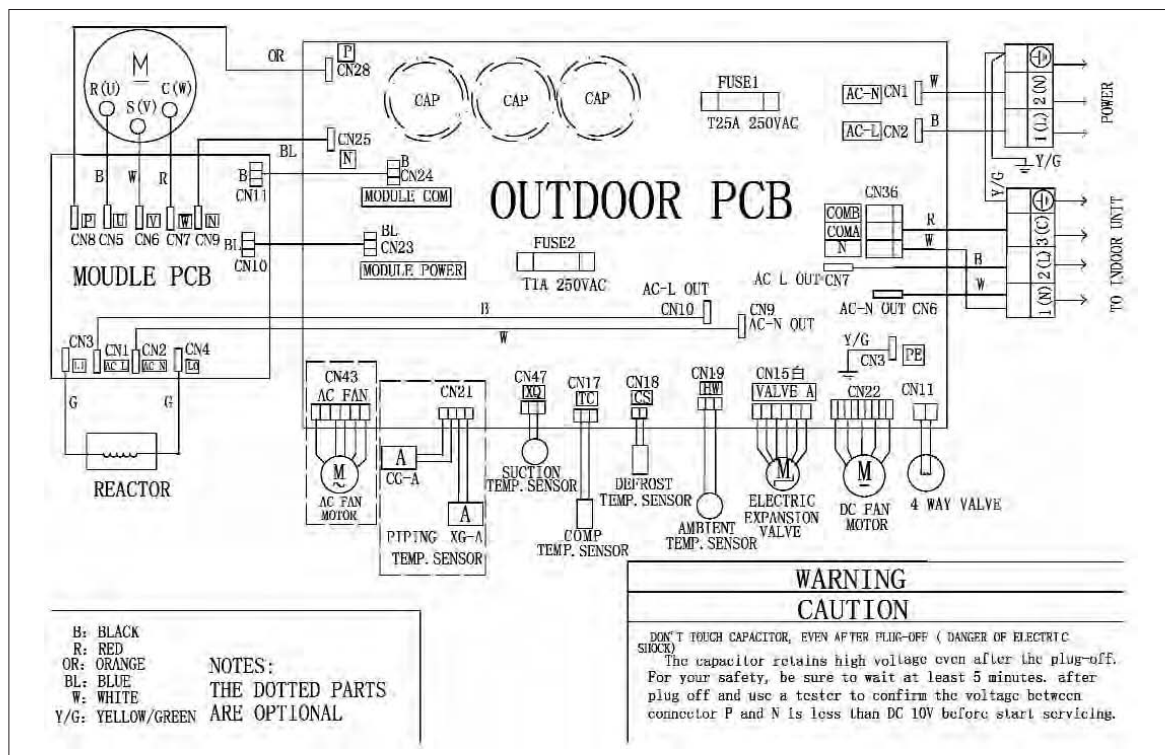 M
R(U)
C(W)
S(V)
OR
P
CN28
CAP
CAP
CAP
FUSE1
T25A 250VAC
AC-N CN1
W
AC-L CN2
B
1(L) 2(N)
POWER
Y/G
Y/G
CN25
N
BL
B
W
R
B
CN11
B
CN24
MODULE COM
OUTDOOR PCB
CN36
COMB
COMA
N
R
W
P
U
V
W
N
CN8 CN5 CN6 CN7 CN9
BL
CN10
BL
CN23
MODULE POWER
FUSE2
T1A 250VAC
AC L OUT CN7
B
W
AC-N OUT CN6
1(N) 2(L) 3(C)
TO INDOOR UNIT
MOUDLE PCB
AC-L OUT
CN10
B
W
CN9
AC-N OUT
Y/G
CN3
PE
CN3
L1
CN1
AC L
CN2
AC N
CN4
L0
G
G
REACTOR
CN43
AC FAN
M
~
AC FAN
MOTOR
CN21
A
CG-A
A
PIPING XG-A
TEMP. SENSOR
CN47
XQ
SUCTION
TEMP. SENSOR
CN17
TC
COMP
TEMP. SENSOR
CN18
CS
DEFROST
TEMP. SENSOR
CN19
HW
AMBIENT
TEMP. SENSOR
CN15白
VALVE A
M
ELECTRIC
EXPANSION
VALVE
CN22
M
DC FAN
MOTOR
CN11
4 WAY VALVE
B: BLACK
R: RED
OR: ORANGE
BL: BLUE
W: WHITE
Y/G: YELLOW/GREEN
NOTES:
THE DOTTED PARTS
ARE OPTIONAL
WARNING
CAUTION
DON'T TOUCH CAPACITOR, EVEN AFTER PLUG-OFF ( DANGER OF ELECTRIC
SHOCK)
The capacitor retains high voltage even after the plug-off.
For your safety, be sure to wait at least 5 minutes. after
plug off and use a tester to confirm the voltage between
connector P and N is less than DC 10V before start servicing.